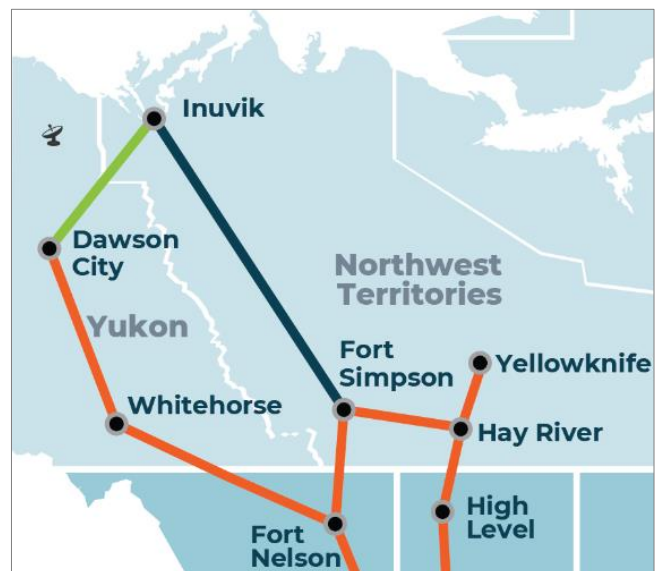 Inuvik
Dawson
City
Northwest
Territories
Yukon
Fort
Simpson
Yellowknife
Whitehorse
Hay River
High
Level
Fort
Nelson